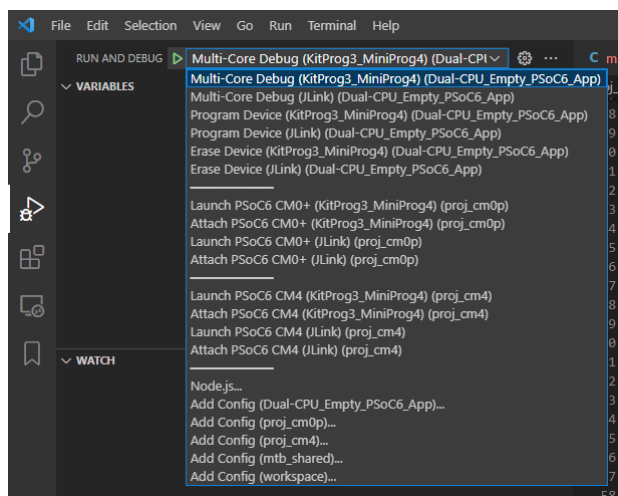 File Edit Selection View Go Run Terminal Help
RUN AND DEBUG Multi-Core Debug (KitProg3_MiniProg4) (Dual-CPU ...
VARIABLES
Multi-Core Debug (KitProg3_MiniProg4) (Dual-CPU_Empty_PSoC6_App)
Multi-Core Debug (JLink) (Dual-CPU_Empty_PSoC6_App)
Program Device (KitProg3_MiniProg4) (Dual-CPU_Empty_PSoC6_App)
Program Device (JLink) (Dual-CPU_Empty_PSoC6_App)
Erase Device (KitProg3_MiniProg4) (Dual-CPU_Empty_PSoC6_App)
Erase Device (JLink) (Dual-CPU_Empty_PSoC6_App)
Launch PSoC6 CM0+ (KitProg3_MiniProg4) (proj_cm0p)
Attach PSoC6 CM0+ (KitProg3_MiniProg4) (proj_cm0p)
Launch PSoC6 CM0+ (JLink) (proj_cm0p)
Attach PSoC6 CM0+ (JLink) (proj_cm0p)
Launch PSoC6 CM4 (KitProg3_MiniProg4) (proj_cm4)
Attach PSoC6 CM4 (KitProg3_MiniProg4) (proj_cm4)
Launch PSoC6 CM4 (JLink) (proj_cm4)
Attach PSoC6 CM4 (JLink) (proj_cm4)
WATCH
Node.js...
Add Config (Dual-CPU_Empty_PSoC6_App)...
Add Config (proj_cm0p)...
Add Config (proj_cm4)...
Add Config (mtb_shared)...
Add Config (workspace)...